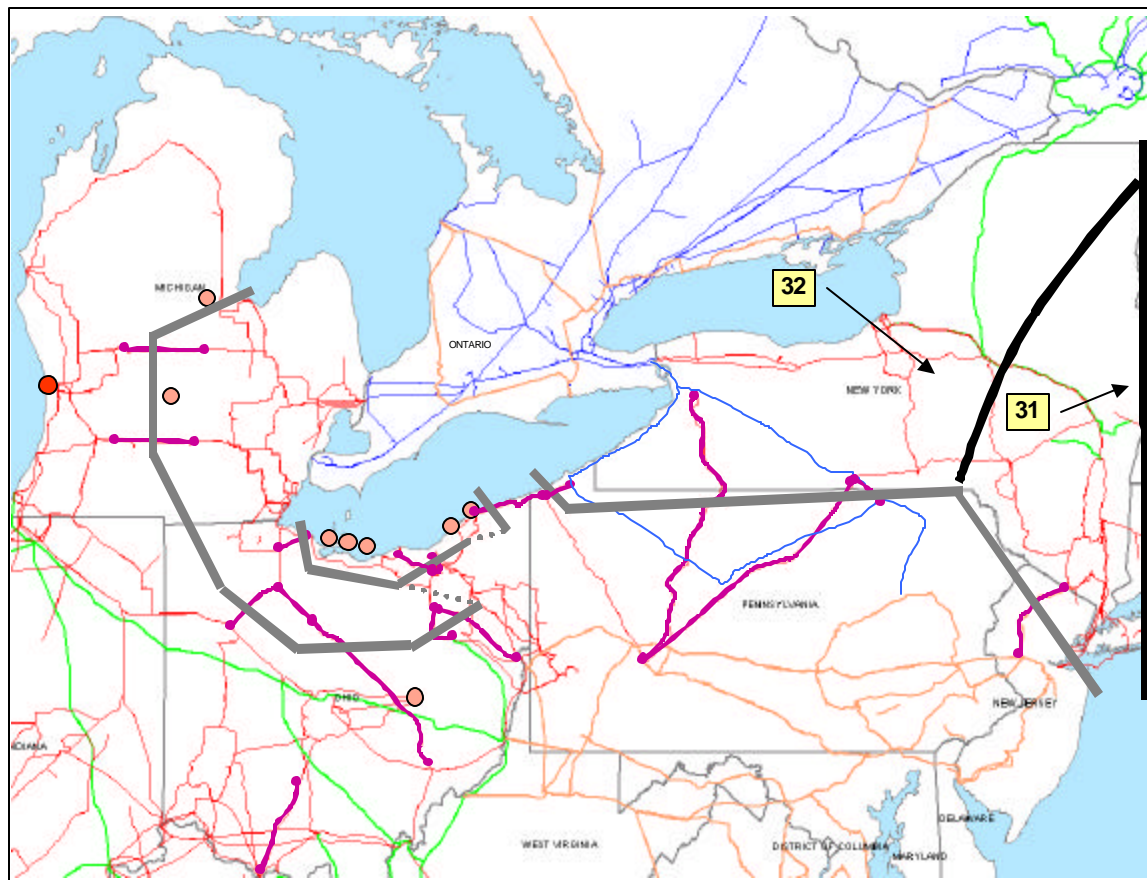 32
MICHIGAN
ONTARIO
NEW YORK
31
PENNSYLVANIA
OHIO
NEW JERSEY
INDIANA
DELAWARE
WEST VIRGINIA
DISTRICT OF COLUMBIA
MARYLAND